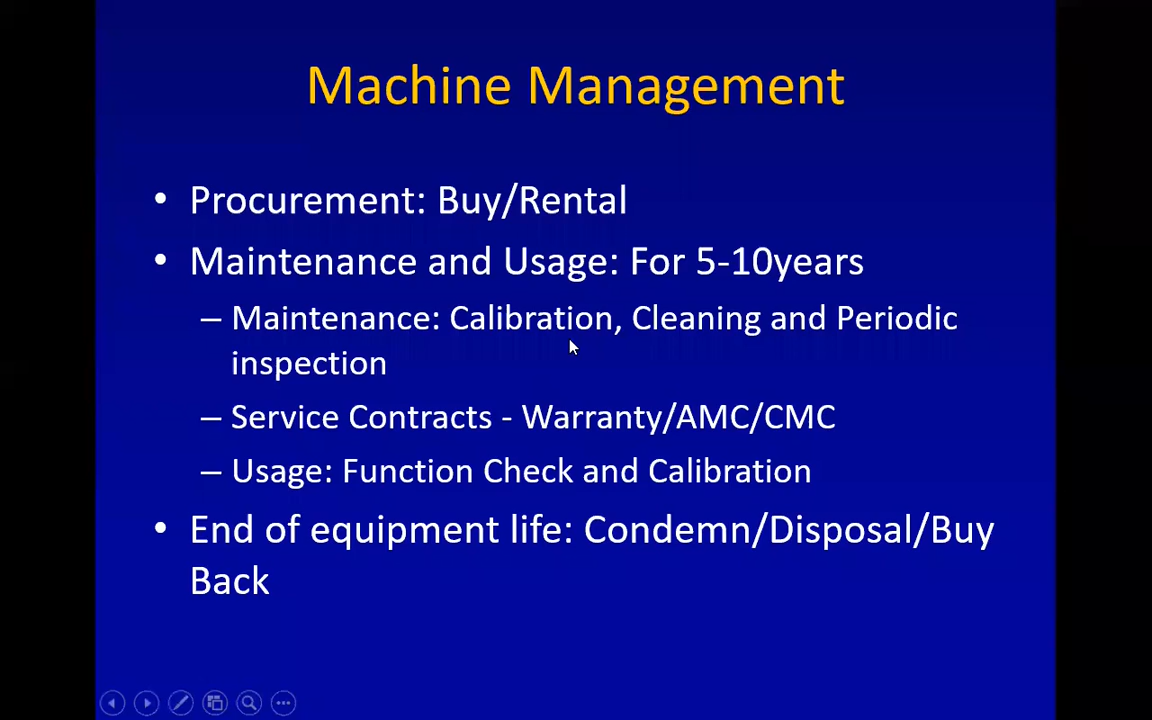 Machine Management
• Procurement: Buy/Rental
• Maintenance and Usage: For 5-10years
– Maintenance: Calibration, Cleaning and Periodic
inspection
– Service Contracts - Warranty/AMC/CMC
– Usage: Function Check and Calibration
• End of equipment life: Condemn/Disposal/Buy
Back